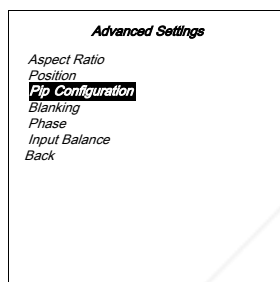 Advanced Settings
Aspect Ratio
Position
Pip Configuration
Blanking
Phase
Input Balance
Back